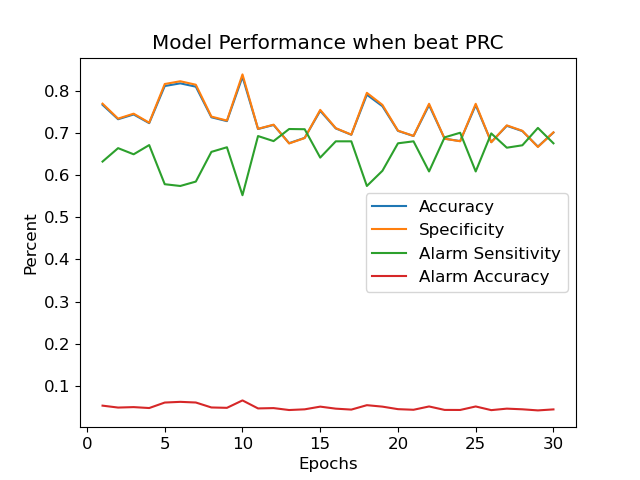 Model Performance when beat PRC
0.8
0.7
0.6
0.5
0.4
0.3
0.2
0.1
Percent
Accuracy
Specificity
Alarm Sensitivity
Alarm Accuracy
0 5 10 15 20 25 30
Epochs